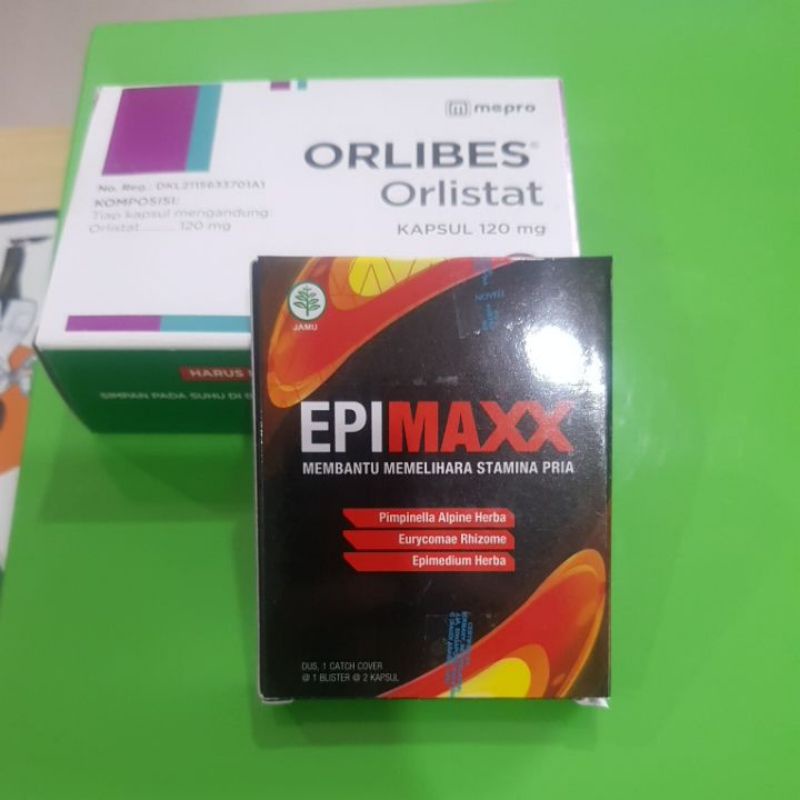 mepro
ORLIBES®
Orlistat
KAPSUL 120 mg
No. Reg.: DKL2115633701A1
KOMPOSISI:
Tiap kapsul mengandung:
Orlistat.......... 120 mg
HARUS
SIMPAN PADA SUHU DI
JAMU
NOVELL
EPIMAXX
MEMBANTU MEMELIHARA STAMINA PRIA
Pimpinella Alpine Herba
Eurycomae Rhizome
Epimedium Herba
DUS, 1 CATCH COVER
@ 1 BLISTER @ 2 KAPSUL